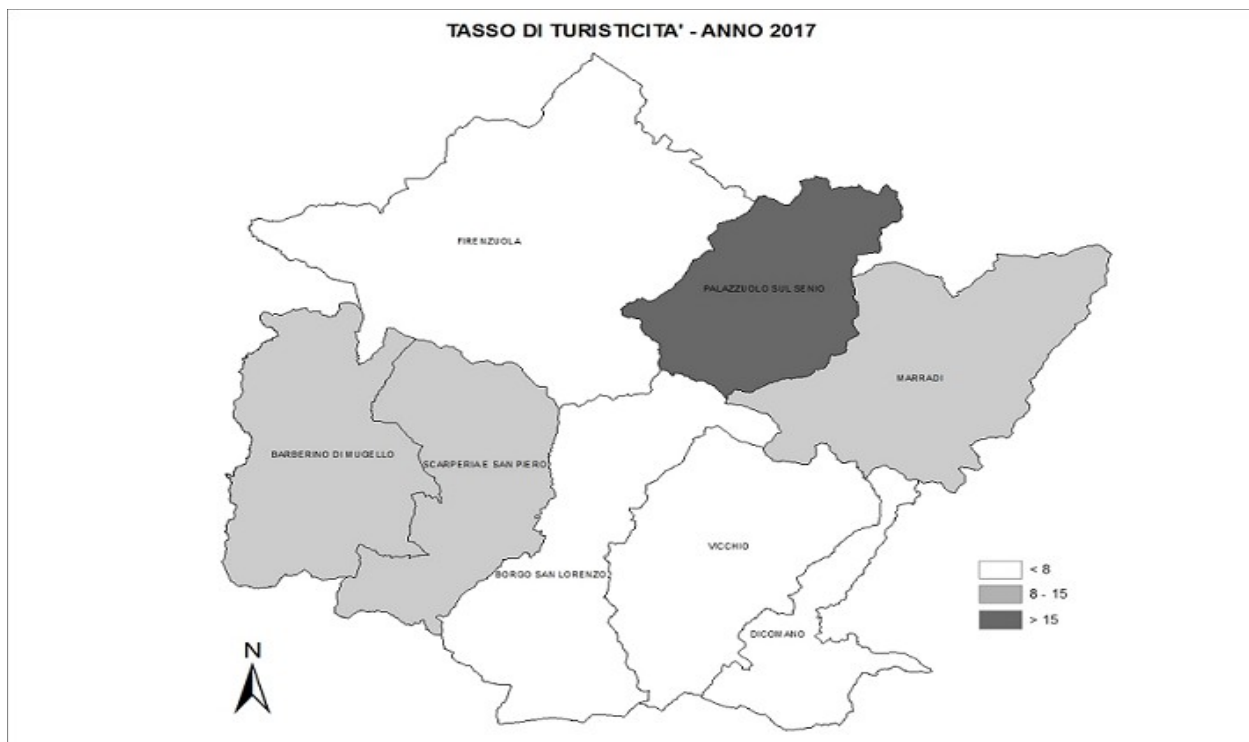 TASSO DI TURISTICITA' - ANNO 2017
FIRENZUOLA
PALAZZUOLO SUL SENIO
MARRADI
BARBERINO DI MUGELLO
SCARPERIA E SAN PIERO
VICCHIO
BORGO SAN LORENZO
DICOMANO
< 8
8 - 15
> 15
N